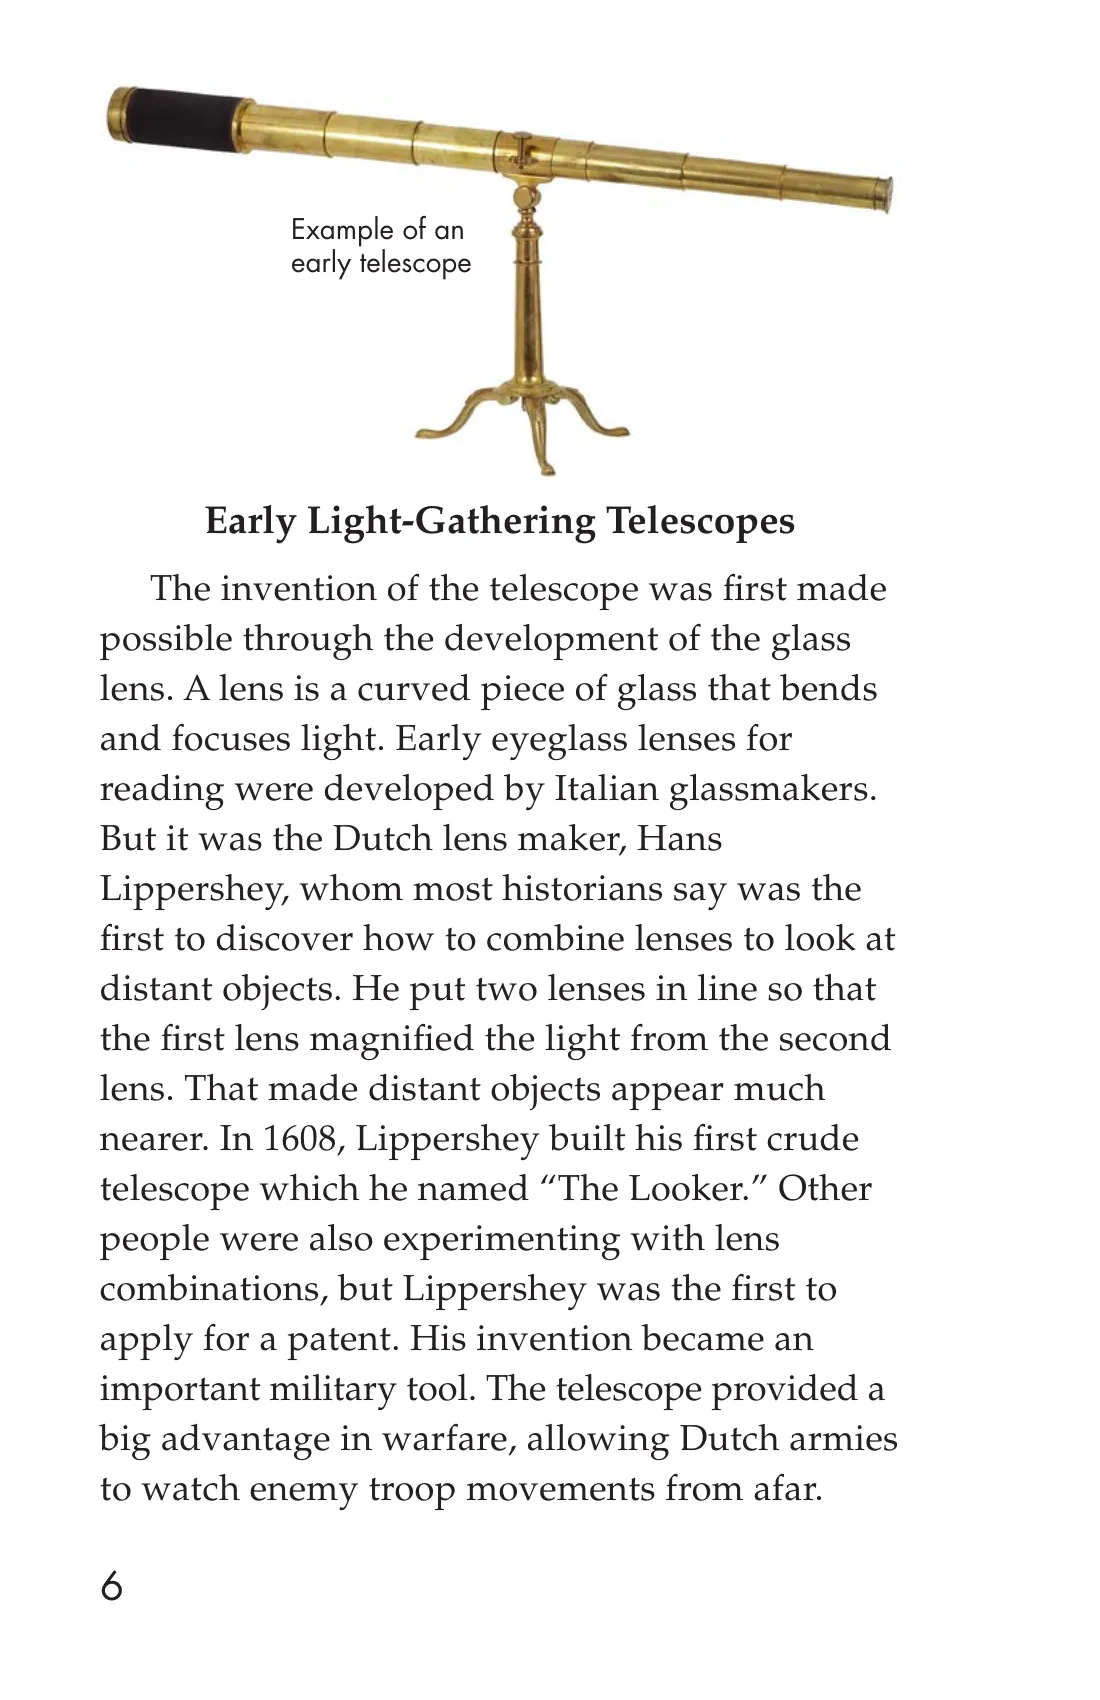 Example of an
early telescope
Early Light-Gathering Telescopes
The invention of the telescope was first made
possible through the development of the glass
lens. A lens is a curved piece of glass that bends
and focuses light. Early eyeglass lenses for
reading were developed by Italian glassmakers.
But it was the Dutch lens maker, Hans
Lippershey, whom most historians say was the
first to discover how to combine lenses to look at
distant objects. He put two lenses in line so that
the first lens magnified the light from the second
lens. That made distant objects appear much
nearer. In 1608, Lippershey built his first crude
telescope which he named “The Looker.” Other
people were also experimenting with lens
combinations, but Lippershey was the first to
apply for a patent. His invention became an
important military tool. The telescope provided a
big advantage in warfare, allowing Dutch armies
to watch enemy troop movements from afar.
6